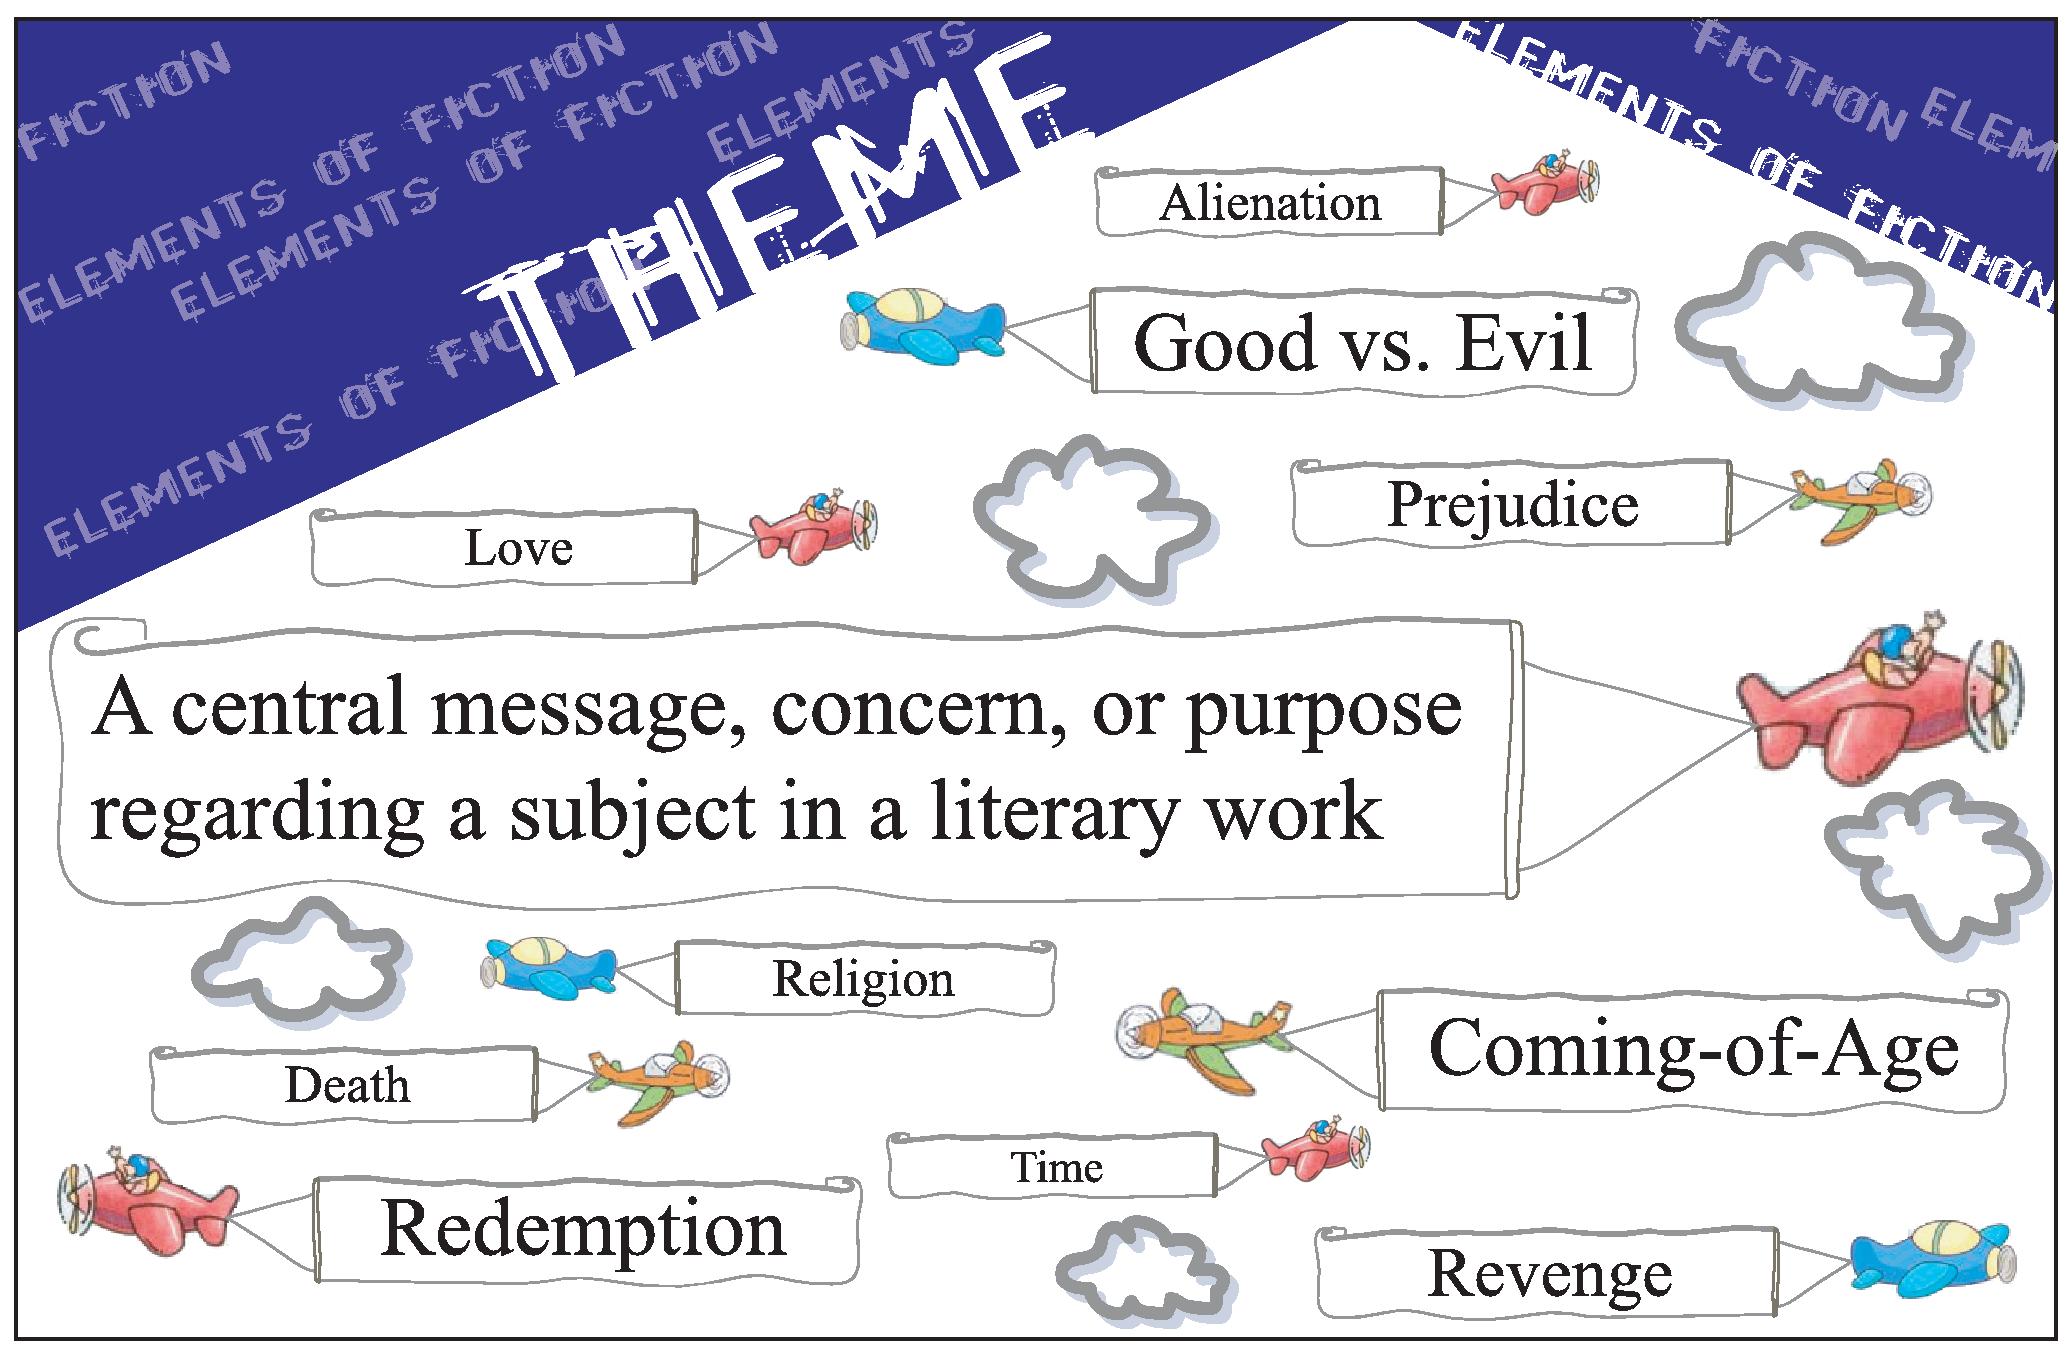 FICTION
ELEMENTS OF FICTION
ELEMENTS OF FICTION
ELEMENTS
ELEMENTS OF FICTION
THEME
ELEMENTS OF FICTION
FICTION
ELEM
Alienation
Good vs. Evil
Prejudice
Love
A central message, concern, or purpose
regarding a subject in a literary work
Religion
Coming-of-Age
Death
Time
Redemption
Revenge